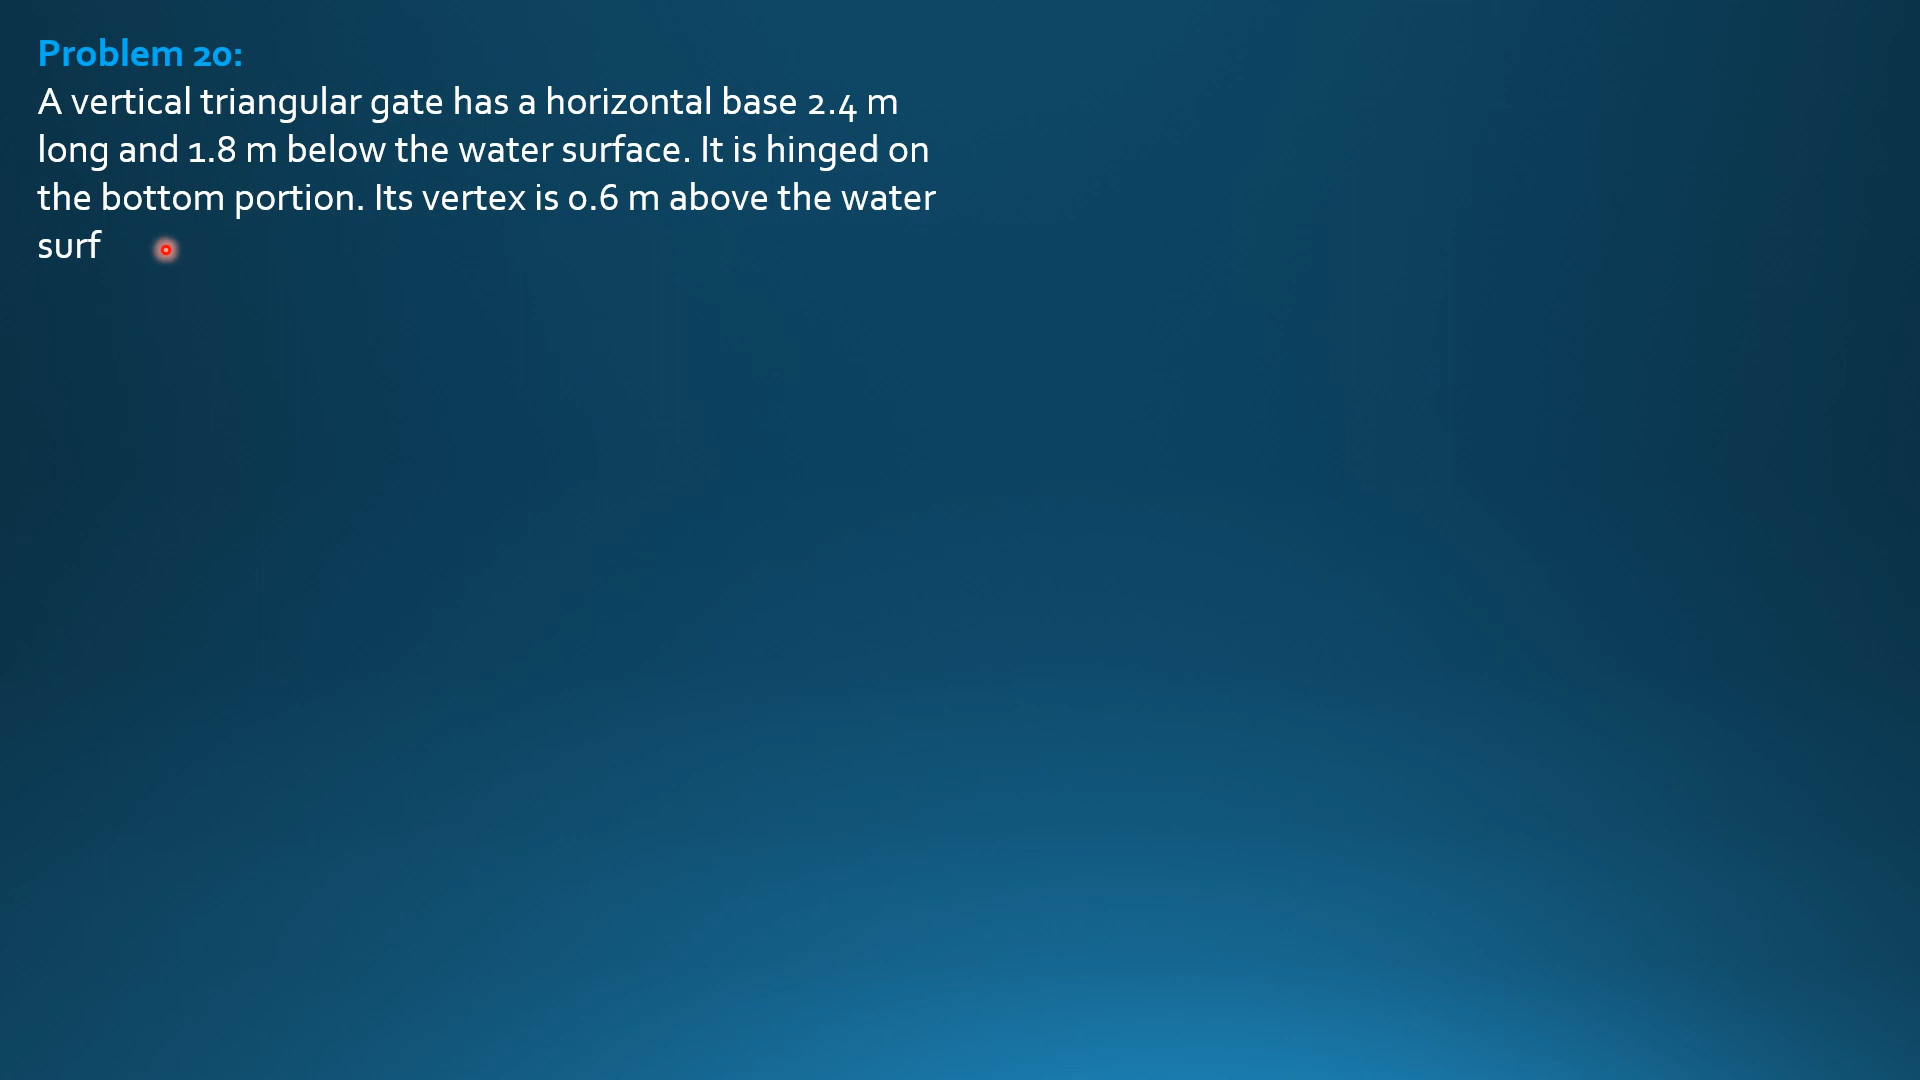 Problem 20:
A vertical triangular gate has a horizontal base 2.4 m
long and 1.8 m below the water surface. It is hinged on
the bottom portion. Its vertex is 0.6 m above the water
surf